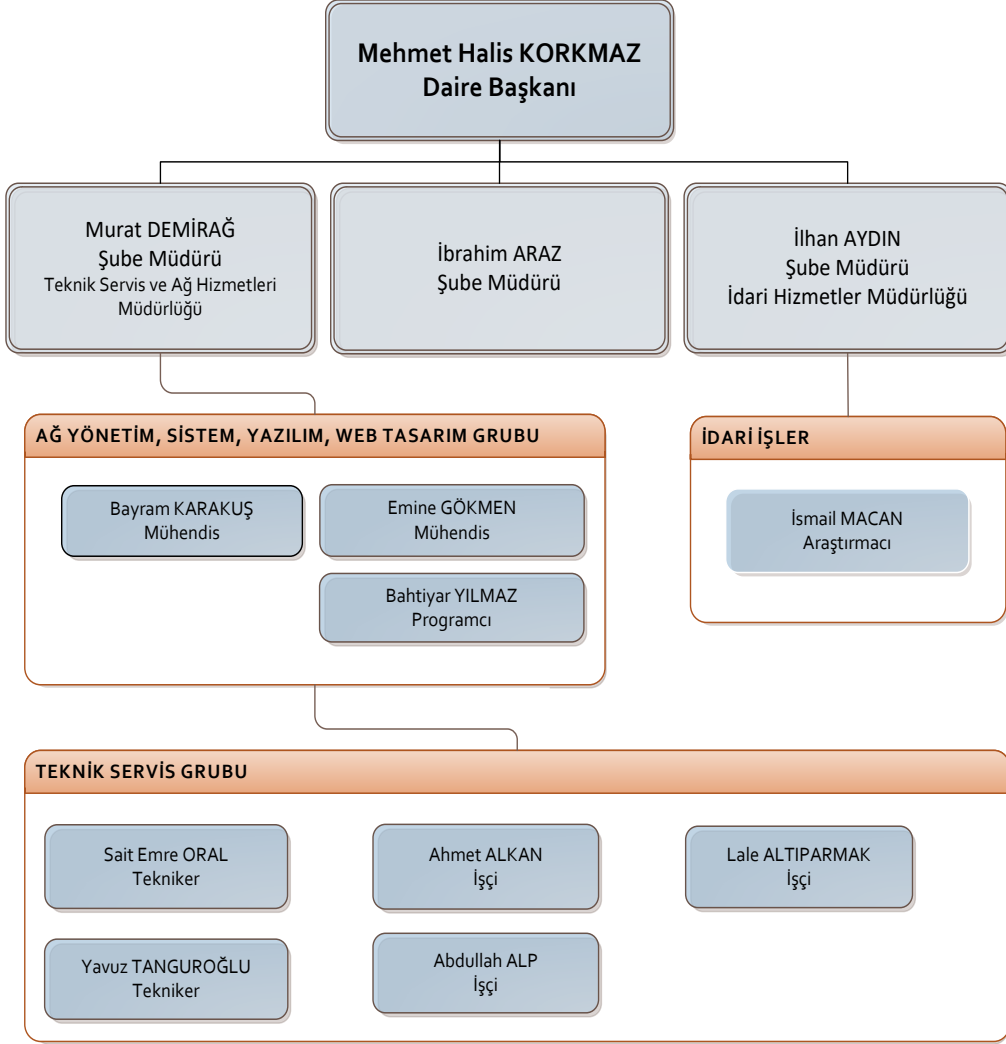 Mehmet Halis KORKMAZ
Daire Başkanı
Murat DEMİRAĞ
Şube Müdürü
Teknik Servis ve Ağ Hizmetleri
Müdürlüğü
İbrahim ARAZ
Şube Müdürü
İlhan AYDIN
Şube Müdürü
İdari Hizmetler Müdürlüğü
AĞ YÖNETİM, SİSTEM, YAZILIM, WEB TASARIM GRUBU
Bayram KARAKUŞ
Mühendis
Emine GÖKMEN
Mühendis
Bahtiyar YILMAZ
Programcı
İDARİ İŞLER
İsmail MACAN
Araştırmacı
TEKNİK SERVİS GRUBU
Sait Emre ORAL
Tekniker
Ahmet ALKAN
İşçi
Lale ALTIPARMAK
İşçi
Yavuz TANGUROĞLU
Tekniker
Abdullah ALP
İşçi